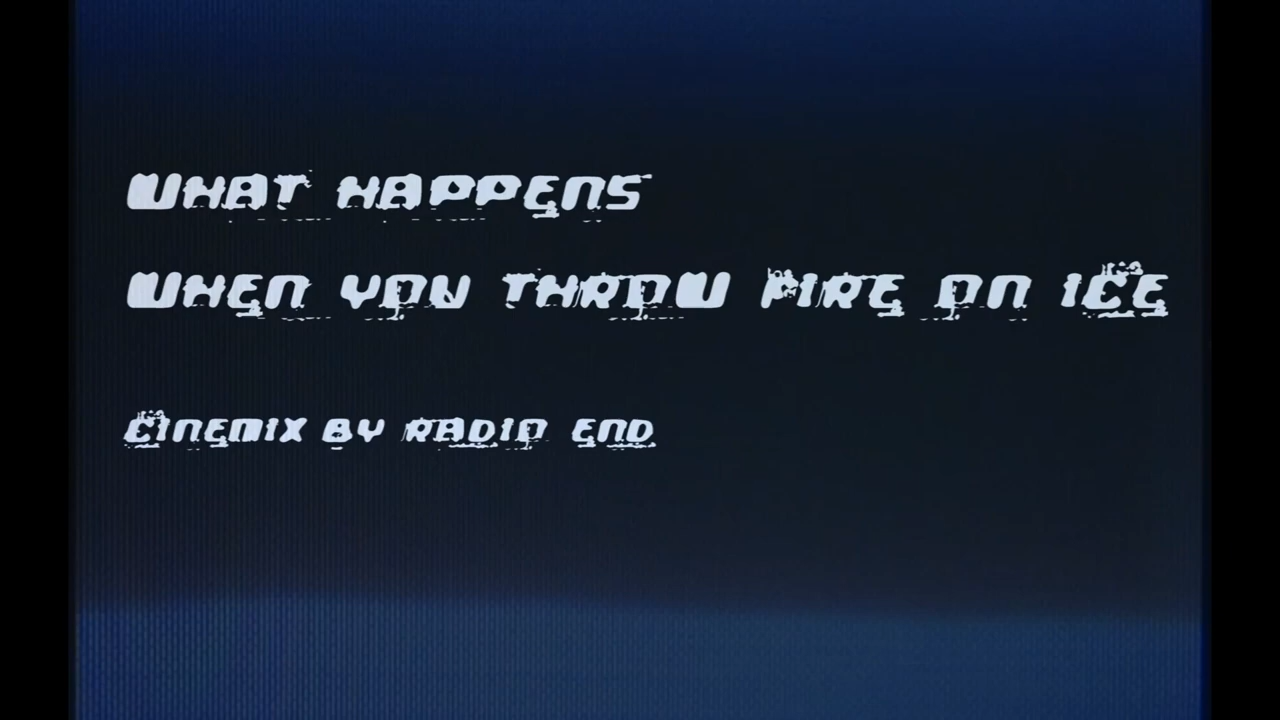 WHAT HAPPENS
WHEN YOU THROW FIRE ON ICE
CINEMIX BY RADIO END